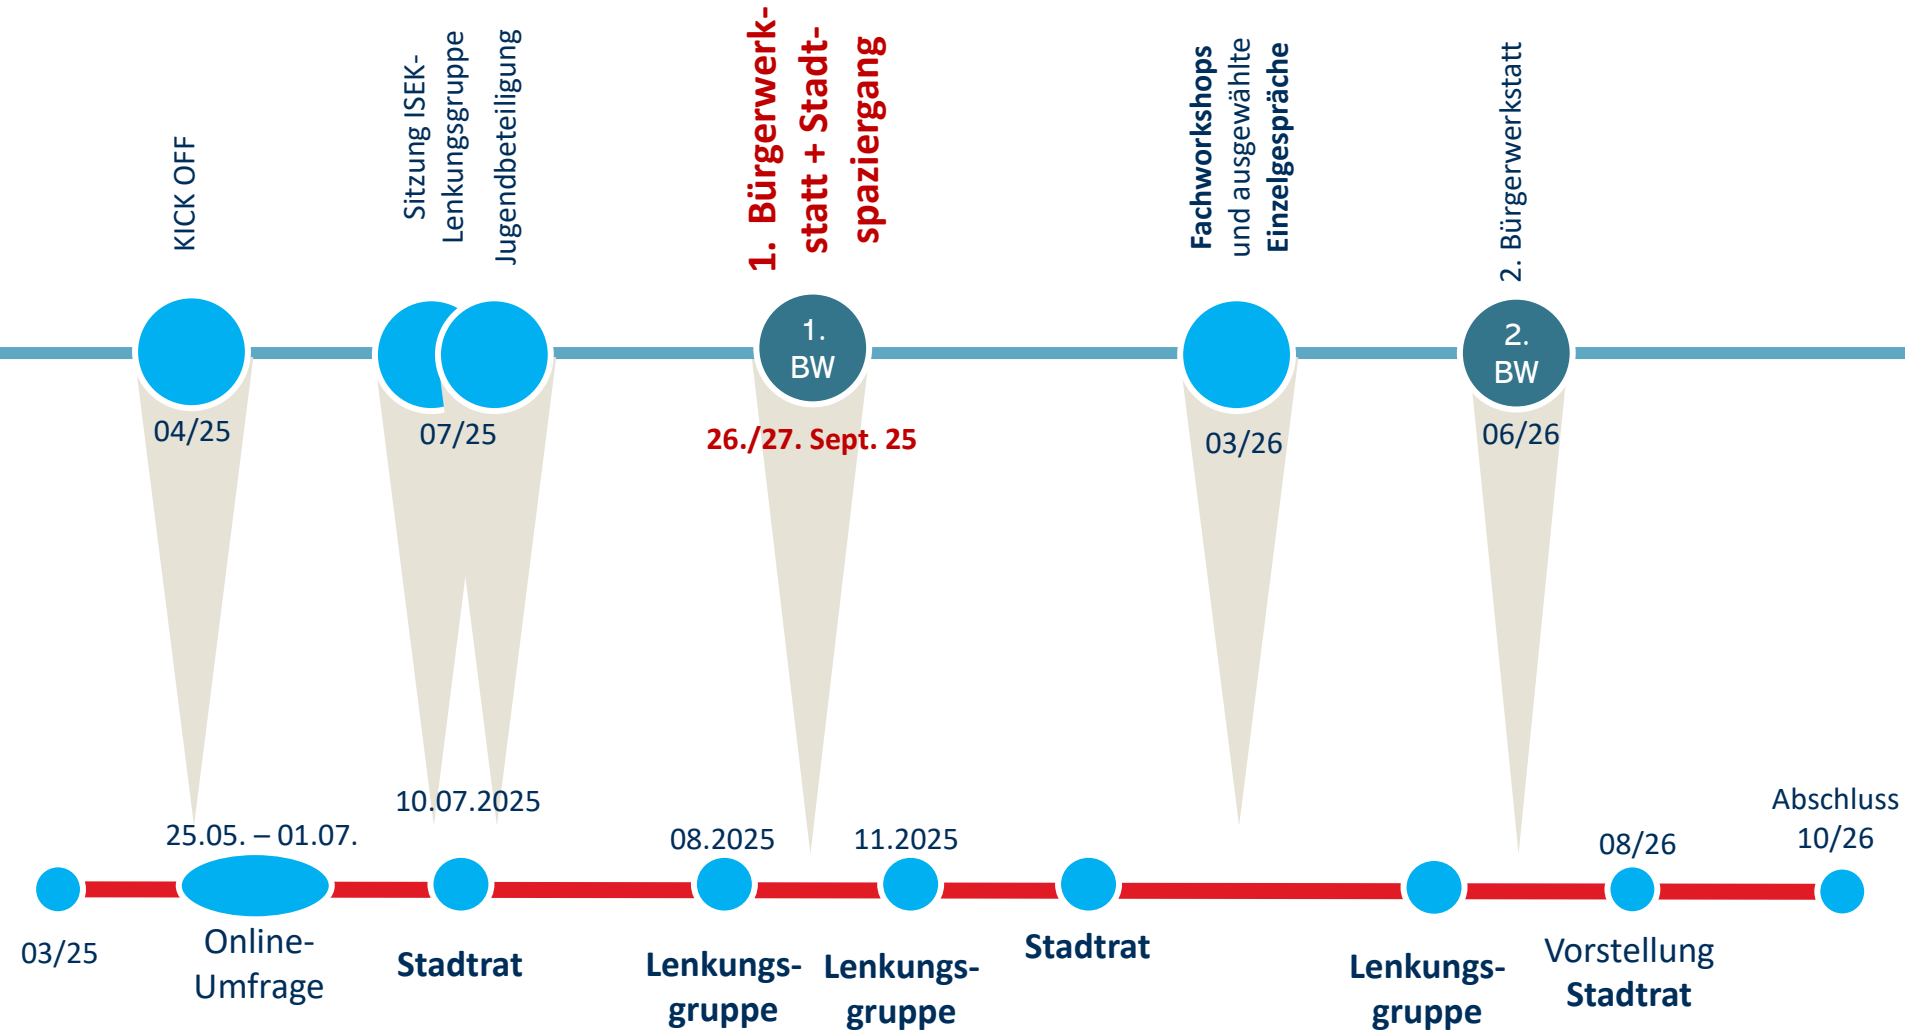 KICK OFF
Sitzung ISEK-
Lenkungsgruppe
Jugendbeteiligung
1. Bürgerwerk-
statt + Stadt-
spaziergang
Fachworkshops
und ausgewählte
Einzelgespräche
2. Bürgerwerkstatt
1.
BW
2.
BW
04/25
07/25
26./27. Sept. 25
03/26
06/26
25.05. – 01.07.
10.07.2025
08.2025
11.2025
08/26
Abschluss
10/26
03/25
Online-
Umfrage
Stadtrat
Lenkungs-
gruppe
Lenkungs-
gruppe
Stadtrat
Lenkungs-
gruppe
Vorstellung
Stadtrat